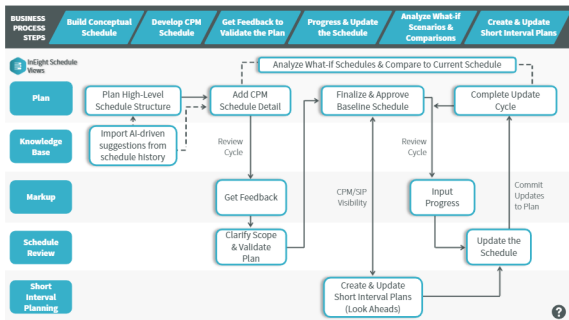 BUSINESS
PROCESS
STEPS
Build Conceptual
Schedule
Develop CPM
Schedule
Get Feedback to
Validate the Plan
Progress & Update
the Schedule
Analyze What-if
Scenarios &
Comparisons
Create & Update
Short Interval Plans
InEight Schedule
Views
Analyze What-If Schedules & Compare to Current Schedule
Plan
Plan High-Level
Schedule Structure
Add CPM
Schedule Detail
Finalize & Approve
Baseline Schedule
Complete Update
Cycle
Knowledge
Base
Import AI-driven
suggestions from
schedule history
Review
Cycle
Review
Cycle
Markup
Get Feedback
CPM/SIP
Visibility
Input
Progress
Commit
Updates
to Plan
Schedule
Review
Clarify Scope
& Validate
Plan
Update the
Schedule
Short
Interval
Planning
Create & Update
Short Interval Plans
(Look Aheads)
?